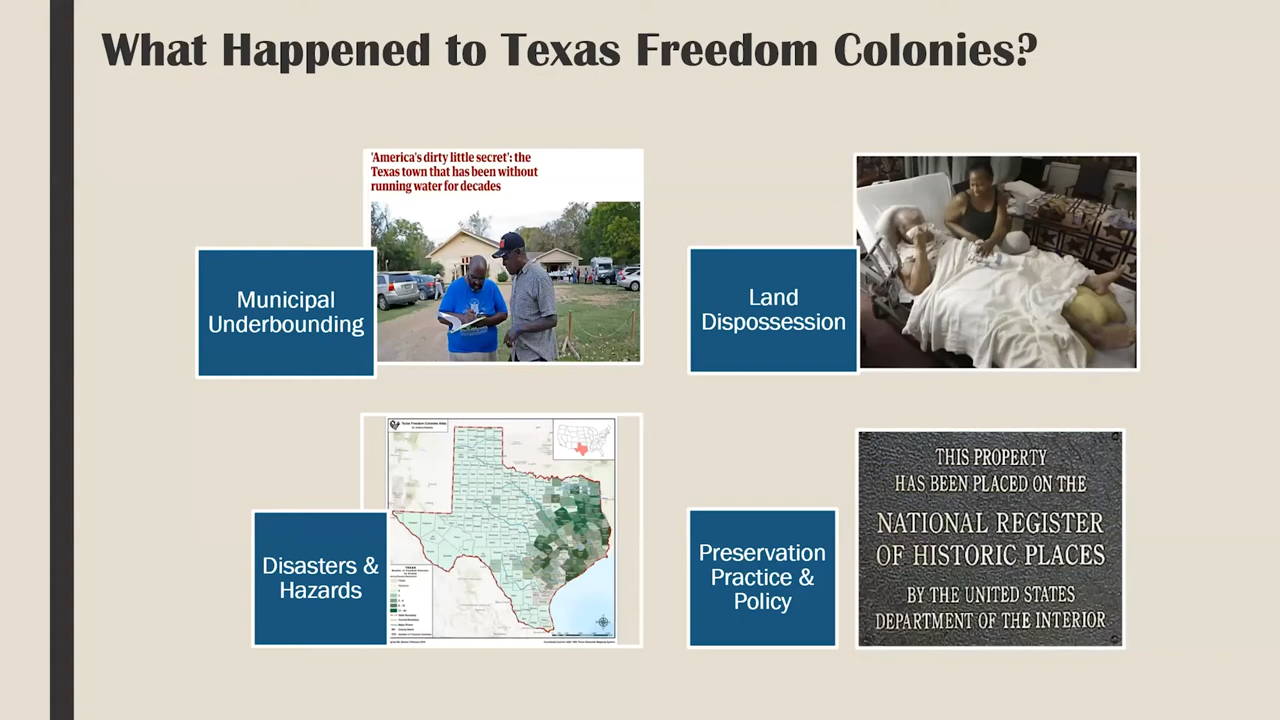 What Happened to Texas Freedom Colonies?
'America's dirty little secret': the
Texas town that has been without
running water for decades
Municipal
Underbounding
Land
Dispossession
Texas Freedom Colonies Atlas
Disasters &
Hazards
TEXAS
Preservation
Practice &
Policy
THIS PROPERTY
HAS BEEN PLACED ON THE
NATIONAL REGISTER
OF HISTORIC PLACES
BY THE UNITED STATES
DEPARTMENT OF THE INTERIOR